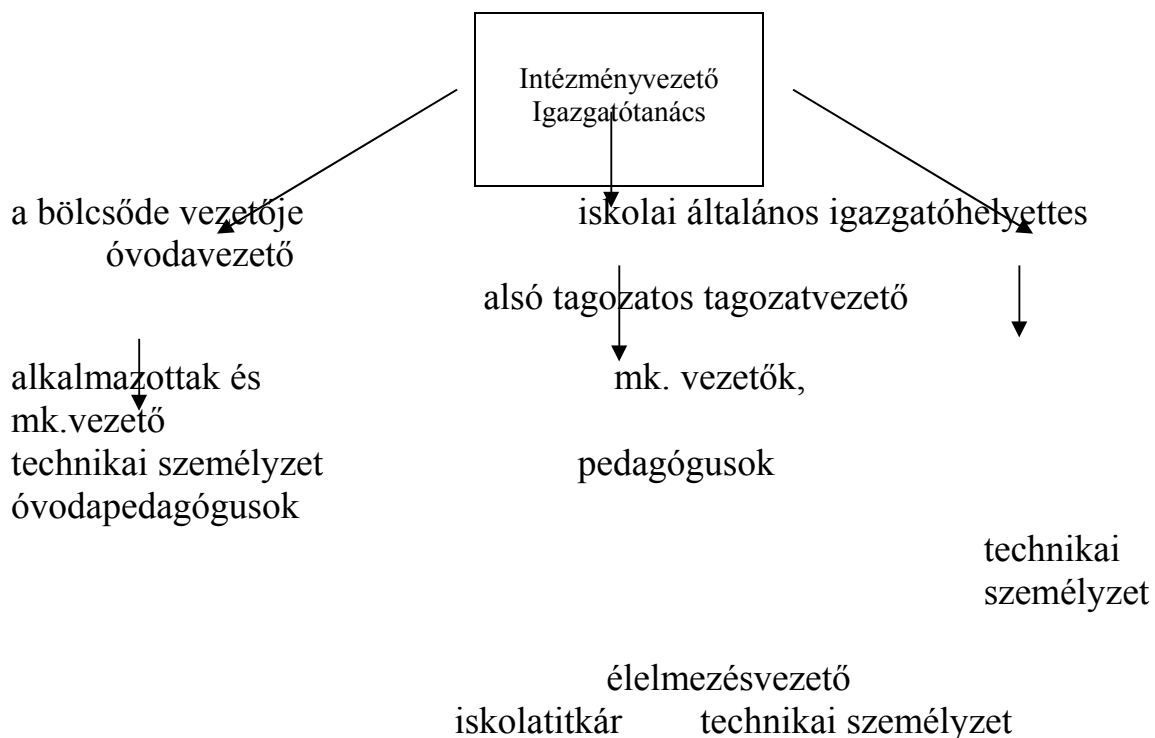 Intézményvezető
Igazgatótanács
a bölcsőde vezetője iskolai általános igazgatóhelyettes
óvodavezető
alsó tagozatos tagozatvezető
alkalmazottak és mk. vezetők,
mk.vezető
technikai személyzet pedagógusok
óvodapedagógusok
technikai
személyzet
élelmezésvezető
iskolatitkár technikai személyzet